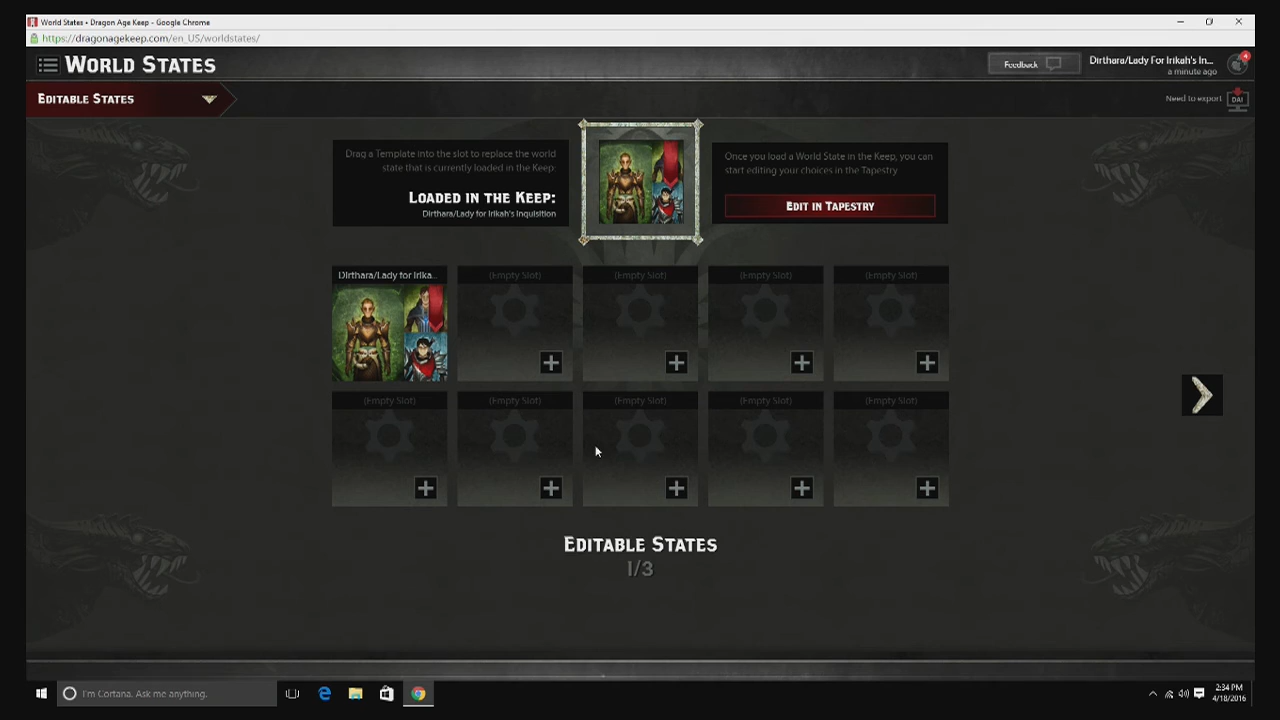 World States • Dragon Age Keep - Google Chrome
https://dragonagekeep.com/en_US/worldstates/
World States
Feedback
Dirthara/Lady For Irikah's In...
a minute ago
4
Editable States
Need to export
DAI
Drag a Template into the slot to replace the world
state that is currently loaded in the Keep:
Loaded in the Keep:
Dirthara/Lady for Irikah's Inquisition
Once you load a World State in the Keep, you can
start editing your choices in the Tapestry
Edit in Tapestry
Dirthara/Lady for Irika...
(Empty Slot)
(Empty Slot)
(Empty Slot)
(Empty Slot)
(Empty Slot)
(Empty Slot)
(Empty Slot)
(Empty Slot)
(Empty Slot)
Editable States
1/3
I'm Cortana. Ask me anything.
2:34 PM
4/18/2016